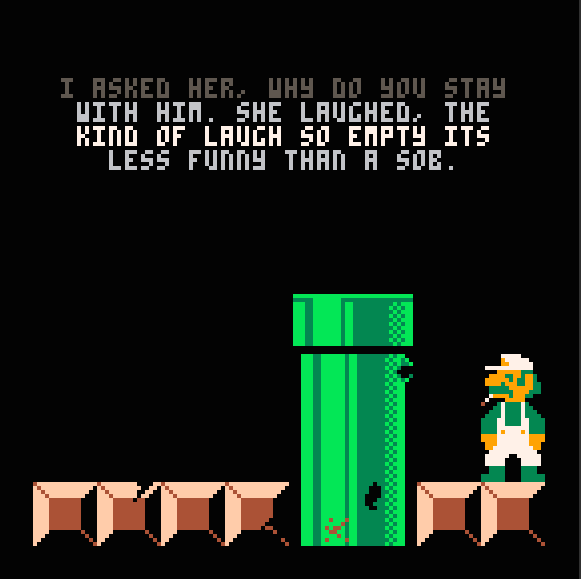 I ASKED HER, WHY DO YOU STAY
WITH HIM. SHE LAUGHED, THE
KIND OF LAUGH SO EMPTY ITS
LESS FUNNY THAN A SOB.